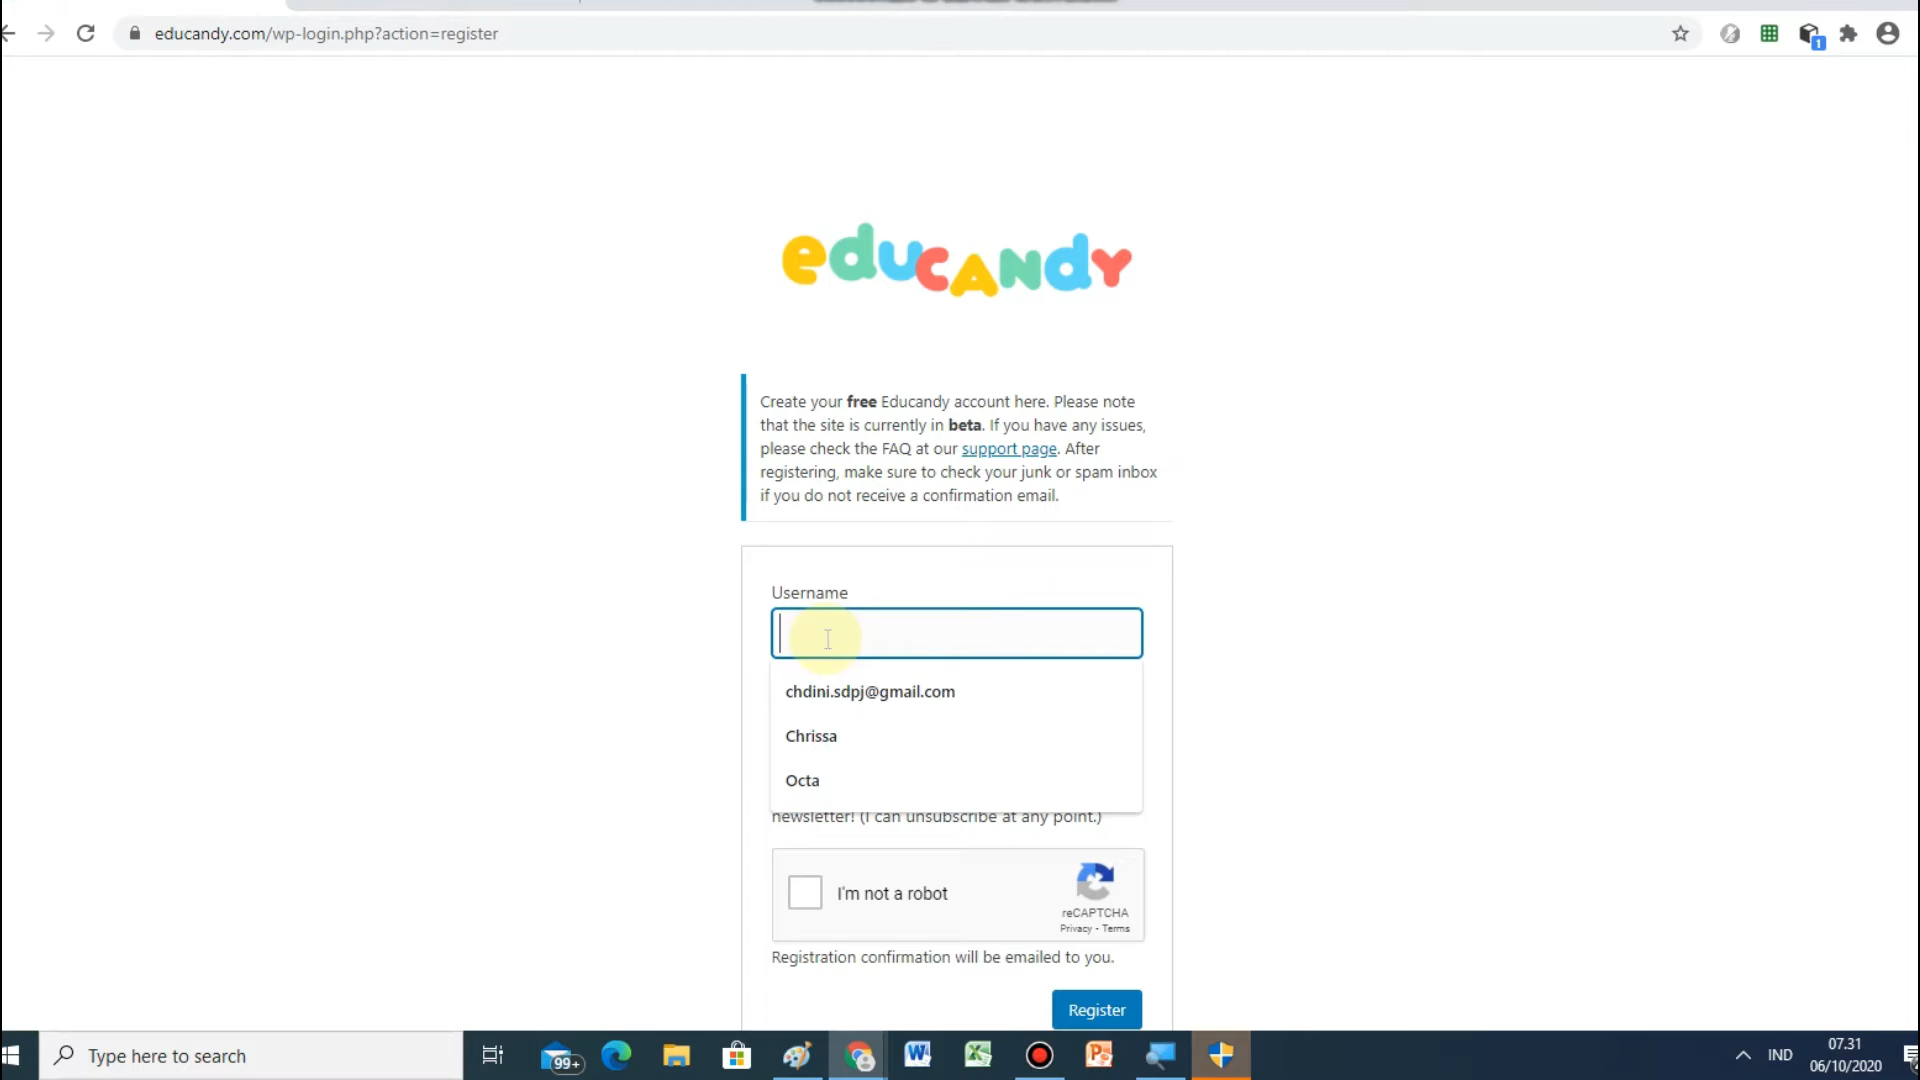 educandy.com/wp-login.php?action=register
1
educandy
Create your free Educandy account here. Please note
that the site is currently in beta. If you have any issues,
please check the FAQ at our support page. After
registering, make sure to check your junk or spam inbox
if you do not receive a confirmation email.
Username
chdini.sdpj@gmail.com
Chrissa
Octa
newsletter! (I can unsubscribe at any point.)
I'm not a robot
reCAPTCHA
Privacy - Terms
Registration confirmation will be emailed to you.
Register
Type here to search
99+
IND
07.31
06/10/2020